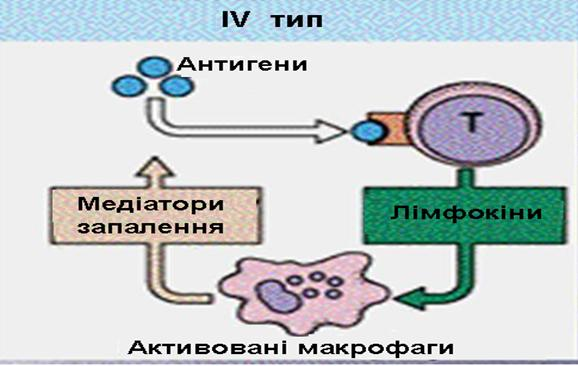 IV тип
Антигени
Т
Медіатори
запалення
Лімфокіни
Активовані макрофаги